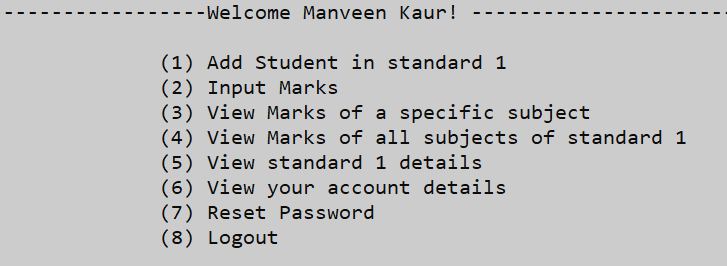 ------------------Welcome Manveen Kaur! -----------------------
(1) Add Student in standard 1
(2) Input Marks
(3) View Marks of a specific subject
(4) View Marks of all subjects of standard 1
(5) View standard 1 details
(6) View your account details
(7) Reset Password
(8) Logout